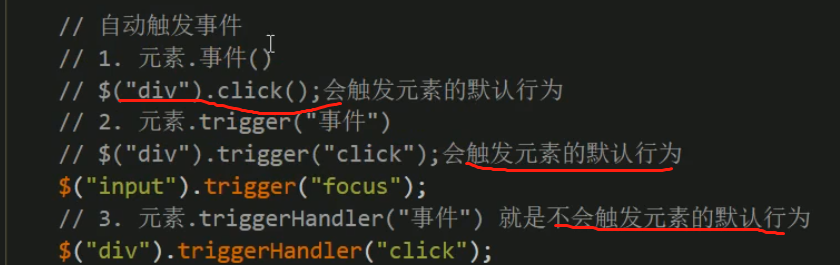 // 自动触发事件
// 1. 元素.事件()
// $("div").click();会触发元素的默认行为
// 2. 元素.trigger("事件")
// $("div").trigger("click");会触发元素的默认行为
$("input").trigger("focus");
// 3. 元素.triggerHandler("事件") 就是不会触发元素的默认行为
$("div").triggerHandler("click");